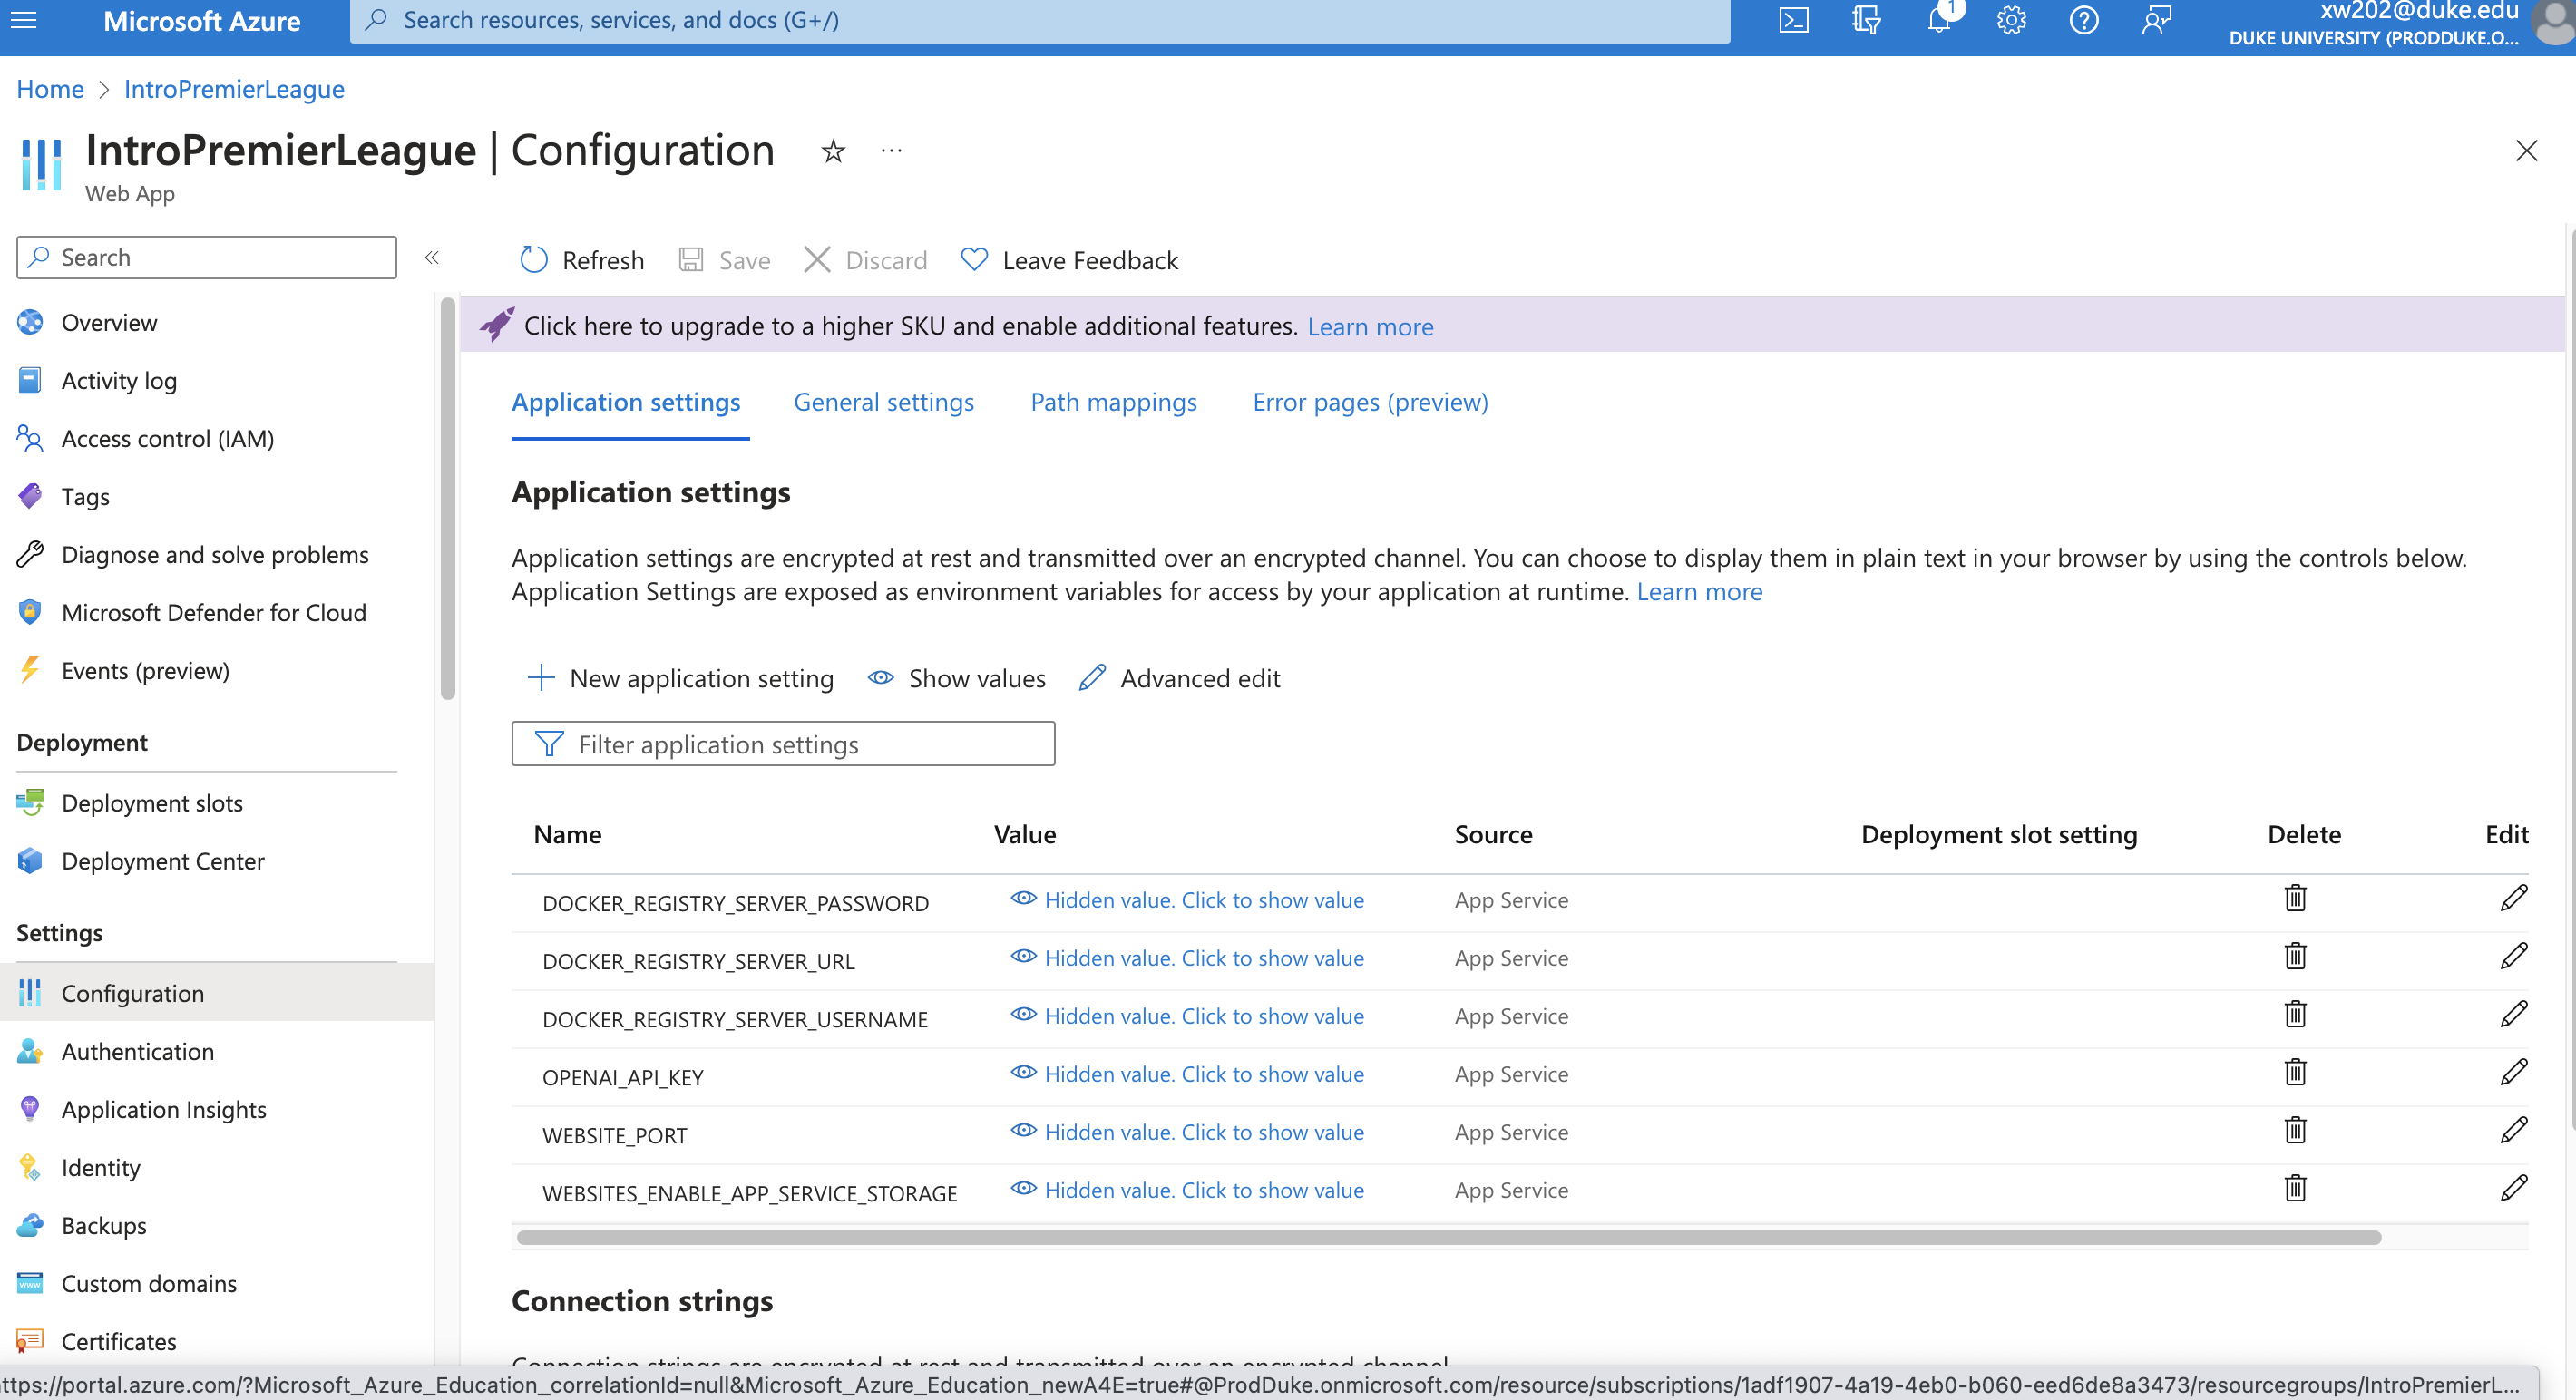 Microsoft Azure
Search resources, services, and docs (G+/)
1
xw202@duke.edu
DUKE UNIVERSITY (PRODDUKE.O...
Home > IntroPremierLeague
IntroPremierLeague | Configuration
Web App
Search
Refresh
Save
Discard
Leave Feedback
Click here to upgrade to a higher SKU and enable additional features. Learn more
Overview
Activity log
Access control (IAM)
Tags
Diagnose and solve problems
Microsoft Defender for Cloud
Events (preview)
Deployment
Deployment slots
Deployment Center
Settings
Configuration
Authentication
Application Insights
Identity
Backups
Custom domains
Certificates
Application settings General settings Path mappings Error pages (preview)
Application settings
Application settings are encrypted at rest and transmitted over an encrypted channel. You can choose to display them in plain text in your browser by using the controls below.
Application Settings are exposed as environment variables for access by your application at runtime. Learn more
New application setting Show values Advanced edit
Filter application settings
Name Value Source Deployment slot setting Delete Edit
DOCKER_REGISTRY_SERVER_PASSWORD Hidden value. Click to show value App Service
DOCKER_REGISTRY_SERVER_URL Hidden value. Click to show value App Service
DOCKER_REGISTRY_SERVER_USERNAME Hidden value. Click to show value App Service
OPENAI_API_KEY Hidden value. Click to show value App Service
WEBSITE_PORT Hidden value. Click to show value App Service
WEBSITES_ENABLE_APP_SERVICE_STORAGE Hidden value. Click to show value App Service
Connection strings
Connection strings are encrypted at rest and transmitted over an encrypted channel
ttps://portal.azure.com/?Microsoft_Azure_Education_correlationId=null&Microsoft_Azure_Education_newA4E=true#@ProdDuke.onmicrosoft.com/resource/subscriptions/1adf1907-4a19-4eb0-b060-eed6de8a3473/resourcegroups/IntroPremierL...